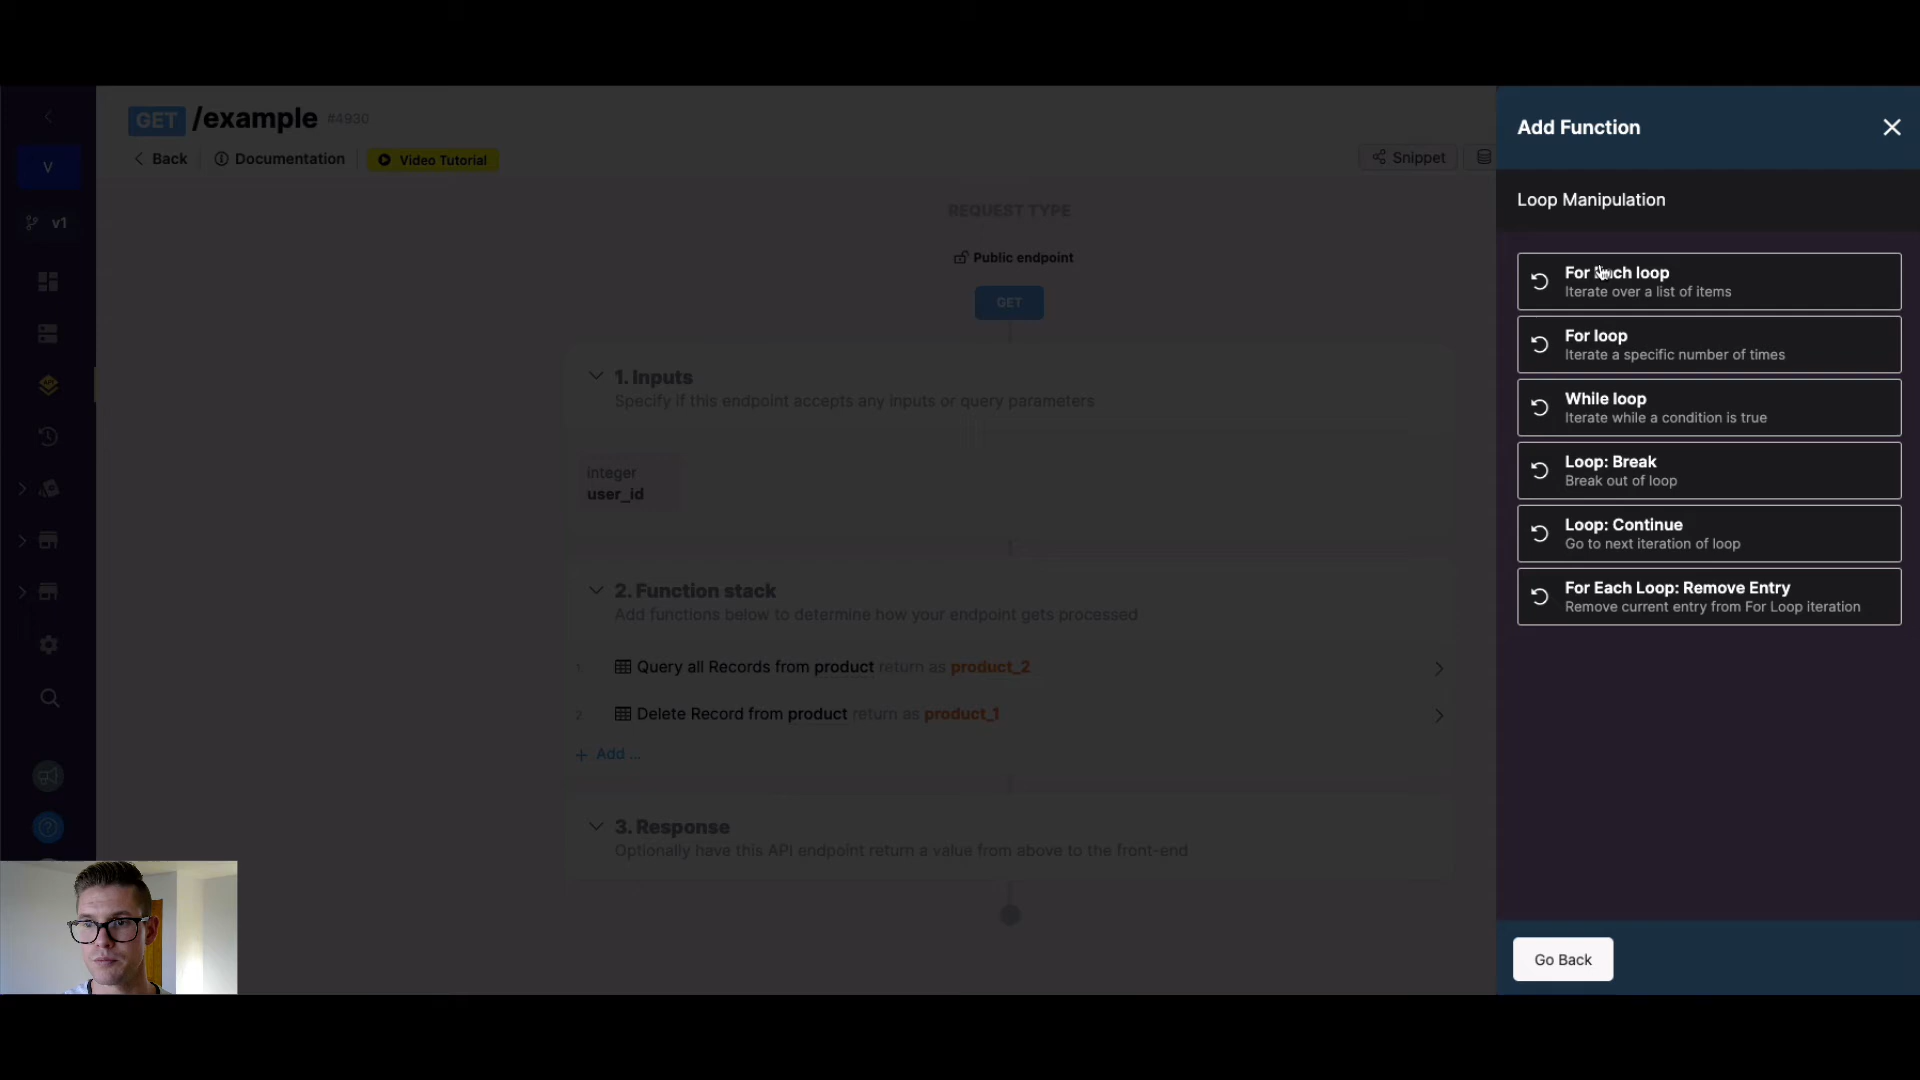 GET /example #4930
Back Documentation Video Tutorial
Snippet
V
v1
REQUEST TYPE
Public endpoint
GET
1. Inputs
Specify if this endpoint accepts any inputs or query parameters
integer
user_id
2. Function stack
Add functions below to determine how your endpoint gets processed
1. Query all Records from product return as product_2
2. Delete Record from product return as product_1
+ Add ...
3. Response
Optionally have this API endpoint return a value from above to the front-end
Add Function
Loop Manipulation
For Each loop
Iterate over a list of items
For loop
Iterate a specific number of times
While loop
Iterate while a condition is true
Loop: Break
Break out of loop
Loop: Continue
Go to next iteration of loop
For Each Loop: Remove Entry
Remove current entry from For Loop iteration
Go Back